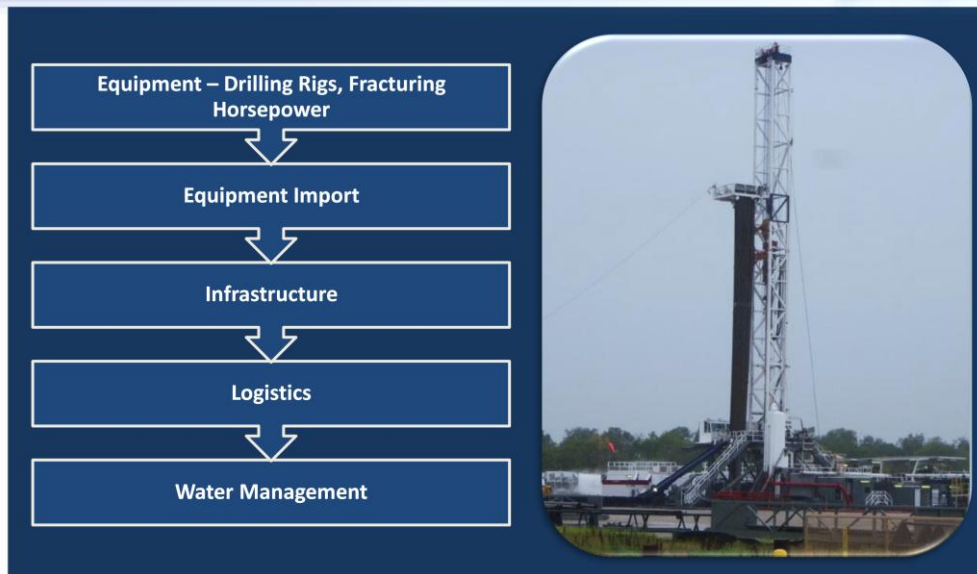 Equipment – Drilling Rigs, Fracturing
Horsepower
Equipment Import
Infrastructure
Logistics
Water Management